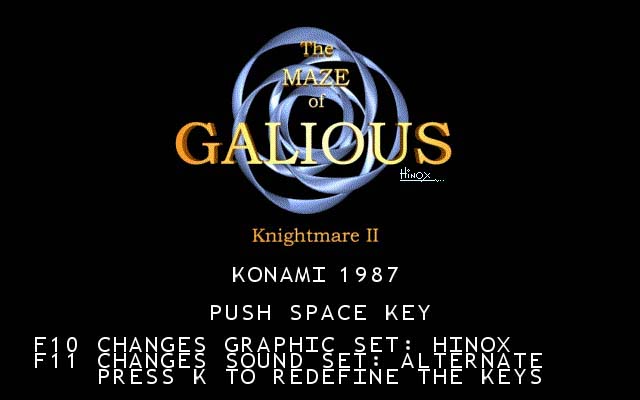 The
MAZE
of
GALIOUS
Hinox
Knightmare II
KONAMI 1987
PUSH SPACE KEY
F10 CHANGES GRAPHIC SET: HINOX
F11 CHANGES SOUND SET: ALTERNATE
PRESS K TO REDEFINE THE KEYS